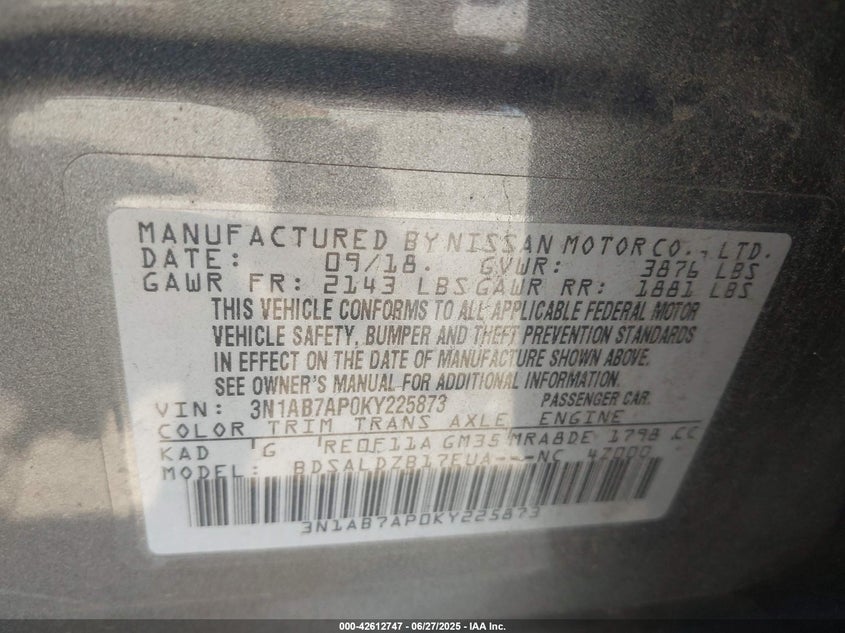 MANUFACTURED BY NISSAN MOTOR CO., LTD.
DATE: 09/18. GVWR: 3876 LBS
GAWR FR: 2143 LBS GAWR RR: 1881 LBS
THIS VEHICLE CONFORMS TO ALL APPLICABLE FEDERAL MOTOR
VEHICLE SAFETY, BUMPER AND THEFT PREVENTION STANDARDS
IN EFFECT ON THE DATE OF MANUFACTURE SHOWN ABOVE.
SEE OWNER'S MANUAL FOR ADDITIONAL INFORMATION.
VIN: 3N1AB7AP0KY225873 PASSENGER CAR.
COLOR TRIM TRANS AXLE ENGINE
KAD G RE0F11A GM35 MRA8DE 1798 CC
MODEL: BDSALDZB17EUA---NC 42000
3N1AB7AP0KY225873
000-42612747 - 06/27/2025 - IAA Inc.